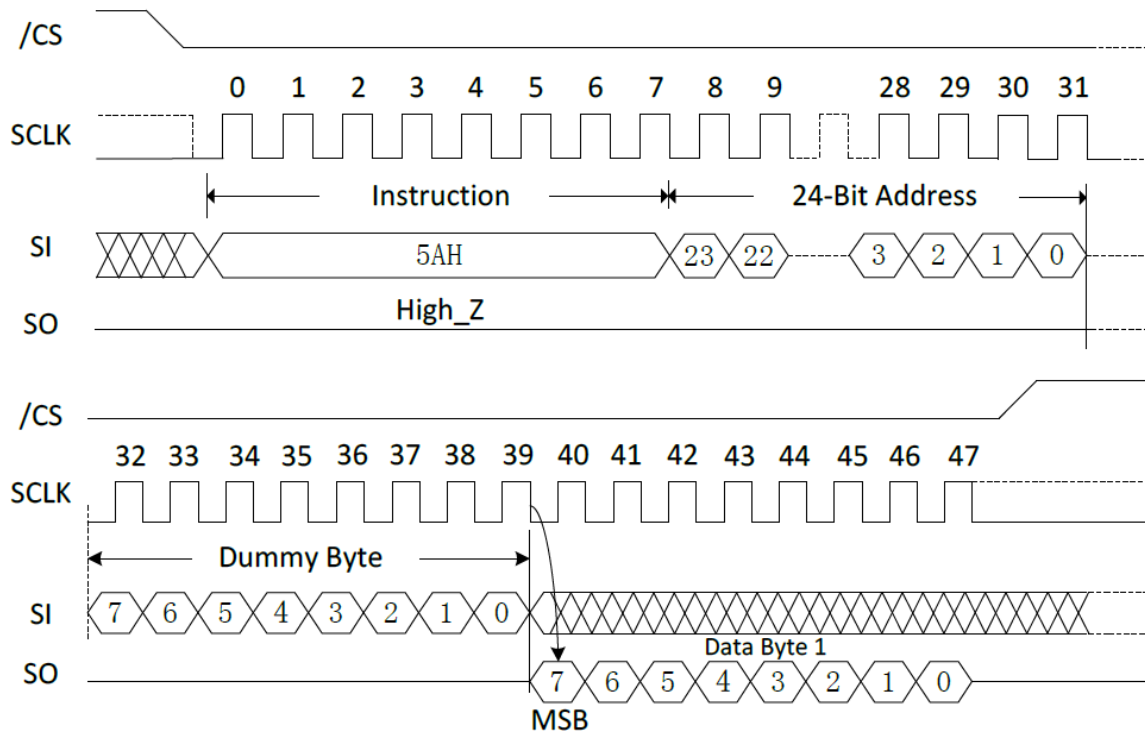 /CS
0 1 2 3 4 5 6 7 8 9 28 29 30 31
SCLK
Instruction 24-Bit Address
SI 5AH 23 22 3 2 1 0
High_Z
SO
/CS
32 33 34 35 36 37 38 39 40 41 42 43 44 45 46 47
SCLK
Dummy Byte
SI 7 6 5 4 3 2 1 0
Data Byte 1
SO 7 6 5 4 3 2 1 0
MSB